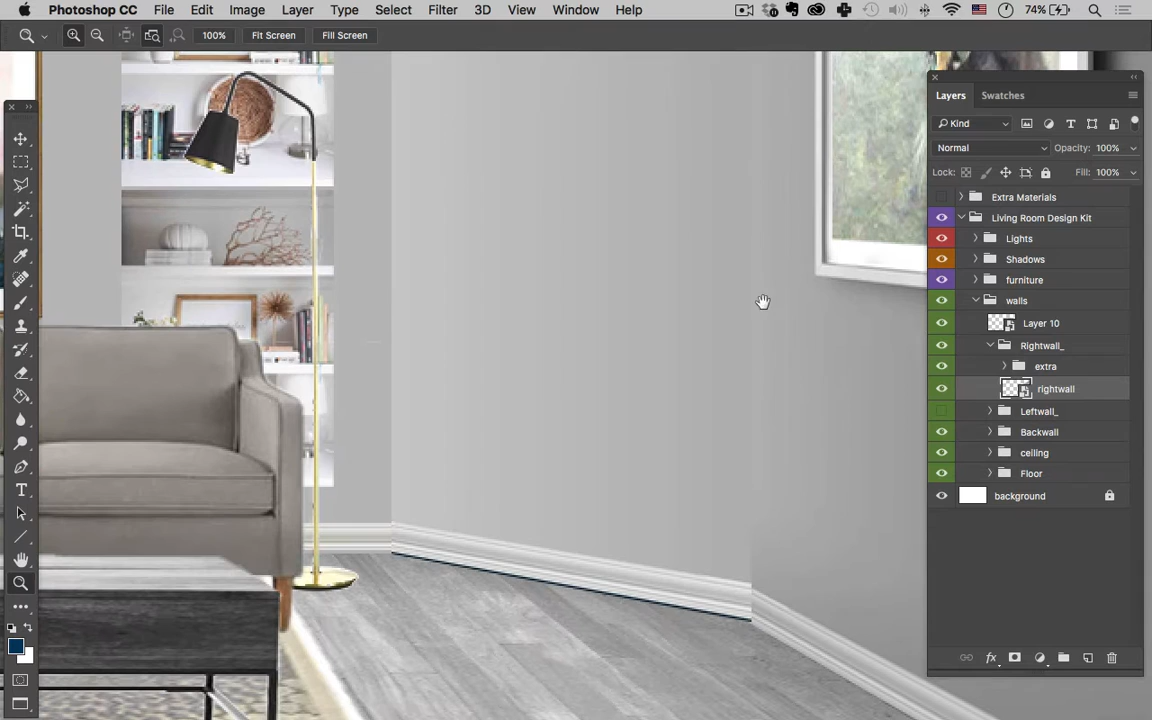 Photoshop CC File Edit Image Layer Type Select Filter 3D View Window Help 74%
100% Fit Screen Fill Screen
Layers Swatches
Kind
Normal Opacity: 100%
Lock: Fill: 100%
Extra Materials
Living Room Design Kit
Lights
Shadows
furniture
walls
Layer 10
Rightwall_
extra
rightwall
Leftwall_
Backwall
ceiling
Floor
background